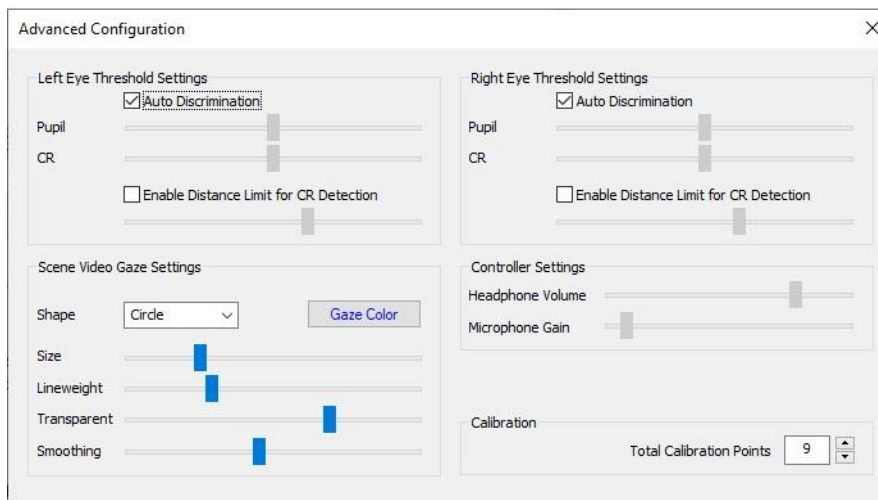 Advanced Configuration
Left Eye Threshold Settings
Auto Discrimination
Pupil
CR
Enable Distance Limit for CR Detection
Right Eye Threshold Settings
Auto Discrimination
Pupil
CR
Enable Distance Limit for CR Detection
Scene Video Gaze Settings
Shape Circle Gaze Color
Size
Lineweight
Transparent
Smoothing
Controller Settings
Headphone Volume
Microphone Gain
Calibration
Total Calibration Points 9